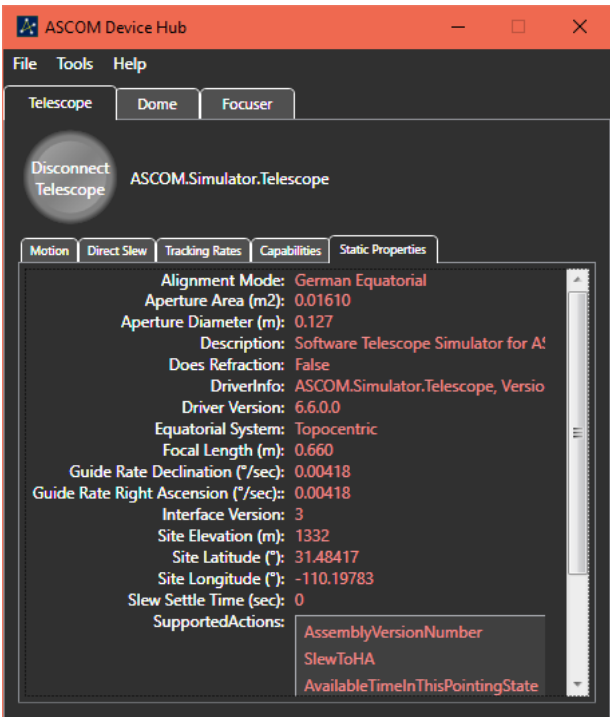 ASCOM Device Hub
File Tools Help
Telescope Dome Focuser
Disconnect
Telescope
ASCOM.Simulator.Telescope
Motion Direct Slew Tracking Rates Capabilities Static Properties
Alignment Mode: German Equatorial
Aperture Area (m2): 0.01610
Aperture Diameter (m): 0.127
Description: Software Telescope Simulator for AS
Does Refraction: False
DriverInfo: ASCOM.Simulator.Telescope, Versio
Driver Version: 6.6.0.0
Equatorial System: Topocentric
Focal Length (m): 0.660
Guide Rate Declination (°/sec): 0.00418
Guide Rate Right Ascension (°/sec):: 0.00418
Interface Version: 3
Site Elevation (m): 1332
Site Latitude (°): 31.48417
Site Longitude (°): -110.19783
Slew Settle Time (sec): 0
SupportedActions: AssemblyVersionNumber
SlewToHA
AvailableTimeInThisPointingState